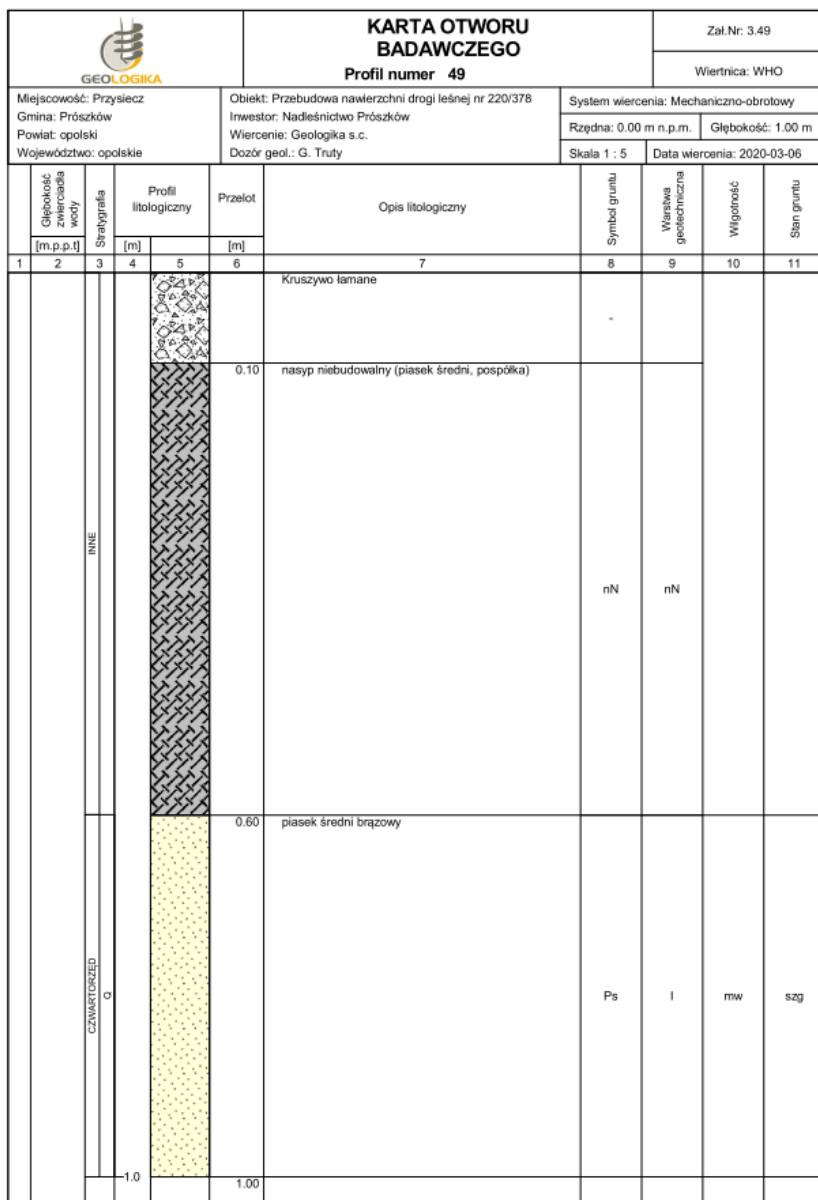 GEOLOGIKA
KARTA OTWORU
BADAWCZEGO
Profil numer 49
Zał.Nr: 3.49
Wiertnica: WHO
Miejscowość: Przysiecz
Gmina: Prószków
Powiat: opolski
Województwo: opolskie
Obiekt: Przebudowa nawierzchni drogi leśnej nr 220/378
Inwestor: Nadleśnictwo Prószków
Wiercenie: Geologika s.c.
Dozór geol.: G. Truty
System wiercenia: Mechaniczno-obrotowy
Rzędna: 0.00 m n.p.m.
Głębokość: 1.00 m
Skala 1 : 5
Data wiercenia: 2020-03-06
Głębokość
zwierciadła
wody
[m.p.p.t]
Stratygrafia
Profil
litologiczny
[m]
Przelot
[m]
Opis litologiczny
Symbol gruntu
Warstwa
geotechniczna
Wilgotność
Stan gruntu
1 2 3 4 5 6 7 8 9 10 11
Kruszywo łamane
-
0.10 nasyp niebudowalny (piasek średni, pospółka)
INNE
nN nN
0.60 piasek średni brązowy
CZWARTORZĘD
Q
Ps I mw szg
1.0
1.00